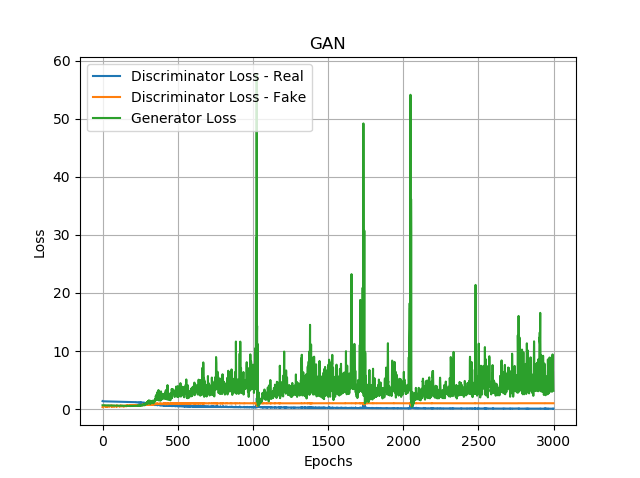 GAN
60
50
40
30
20
10
0
Loss
Discriminator Loss - Real
Discriminator Loss - Fake
Generator Loss
0 500 1000 1500 2000 2500 3000
Epochs